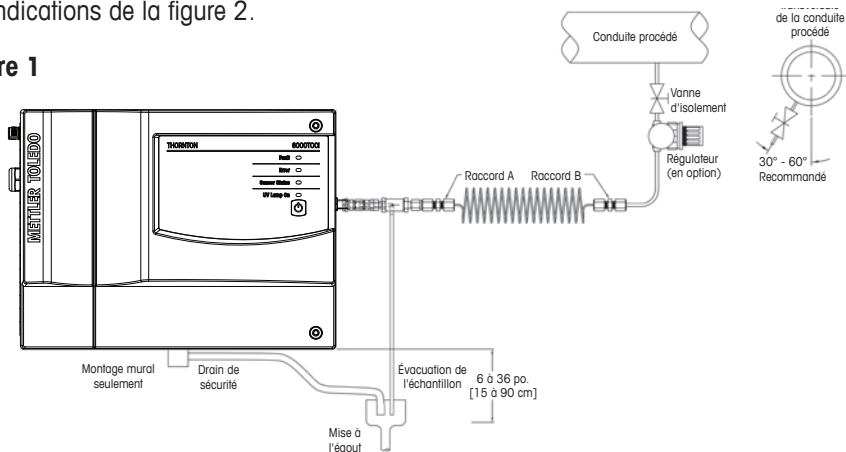 ndications de la figure 2.
re 1
METTLER TOLEDO
THORNTON 6000TOCi
Fault
Error
Sensor Status
UV Lamp On
Conduite procédé
Vanne
d'isolement
Régulateur
(en option)
Raccord A
Raccord B
de la conduite
procédé
30° - 60°
Recommandé
Montage mural
seulement
Drain de
sécurité
Évacuation de
l'échantillon
6 à 36 po.
[15 à 90 cm]
Mise à
l'égout